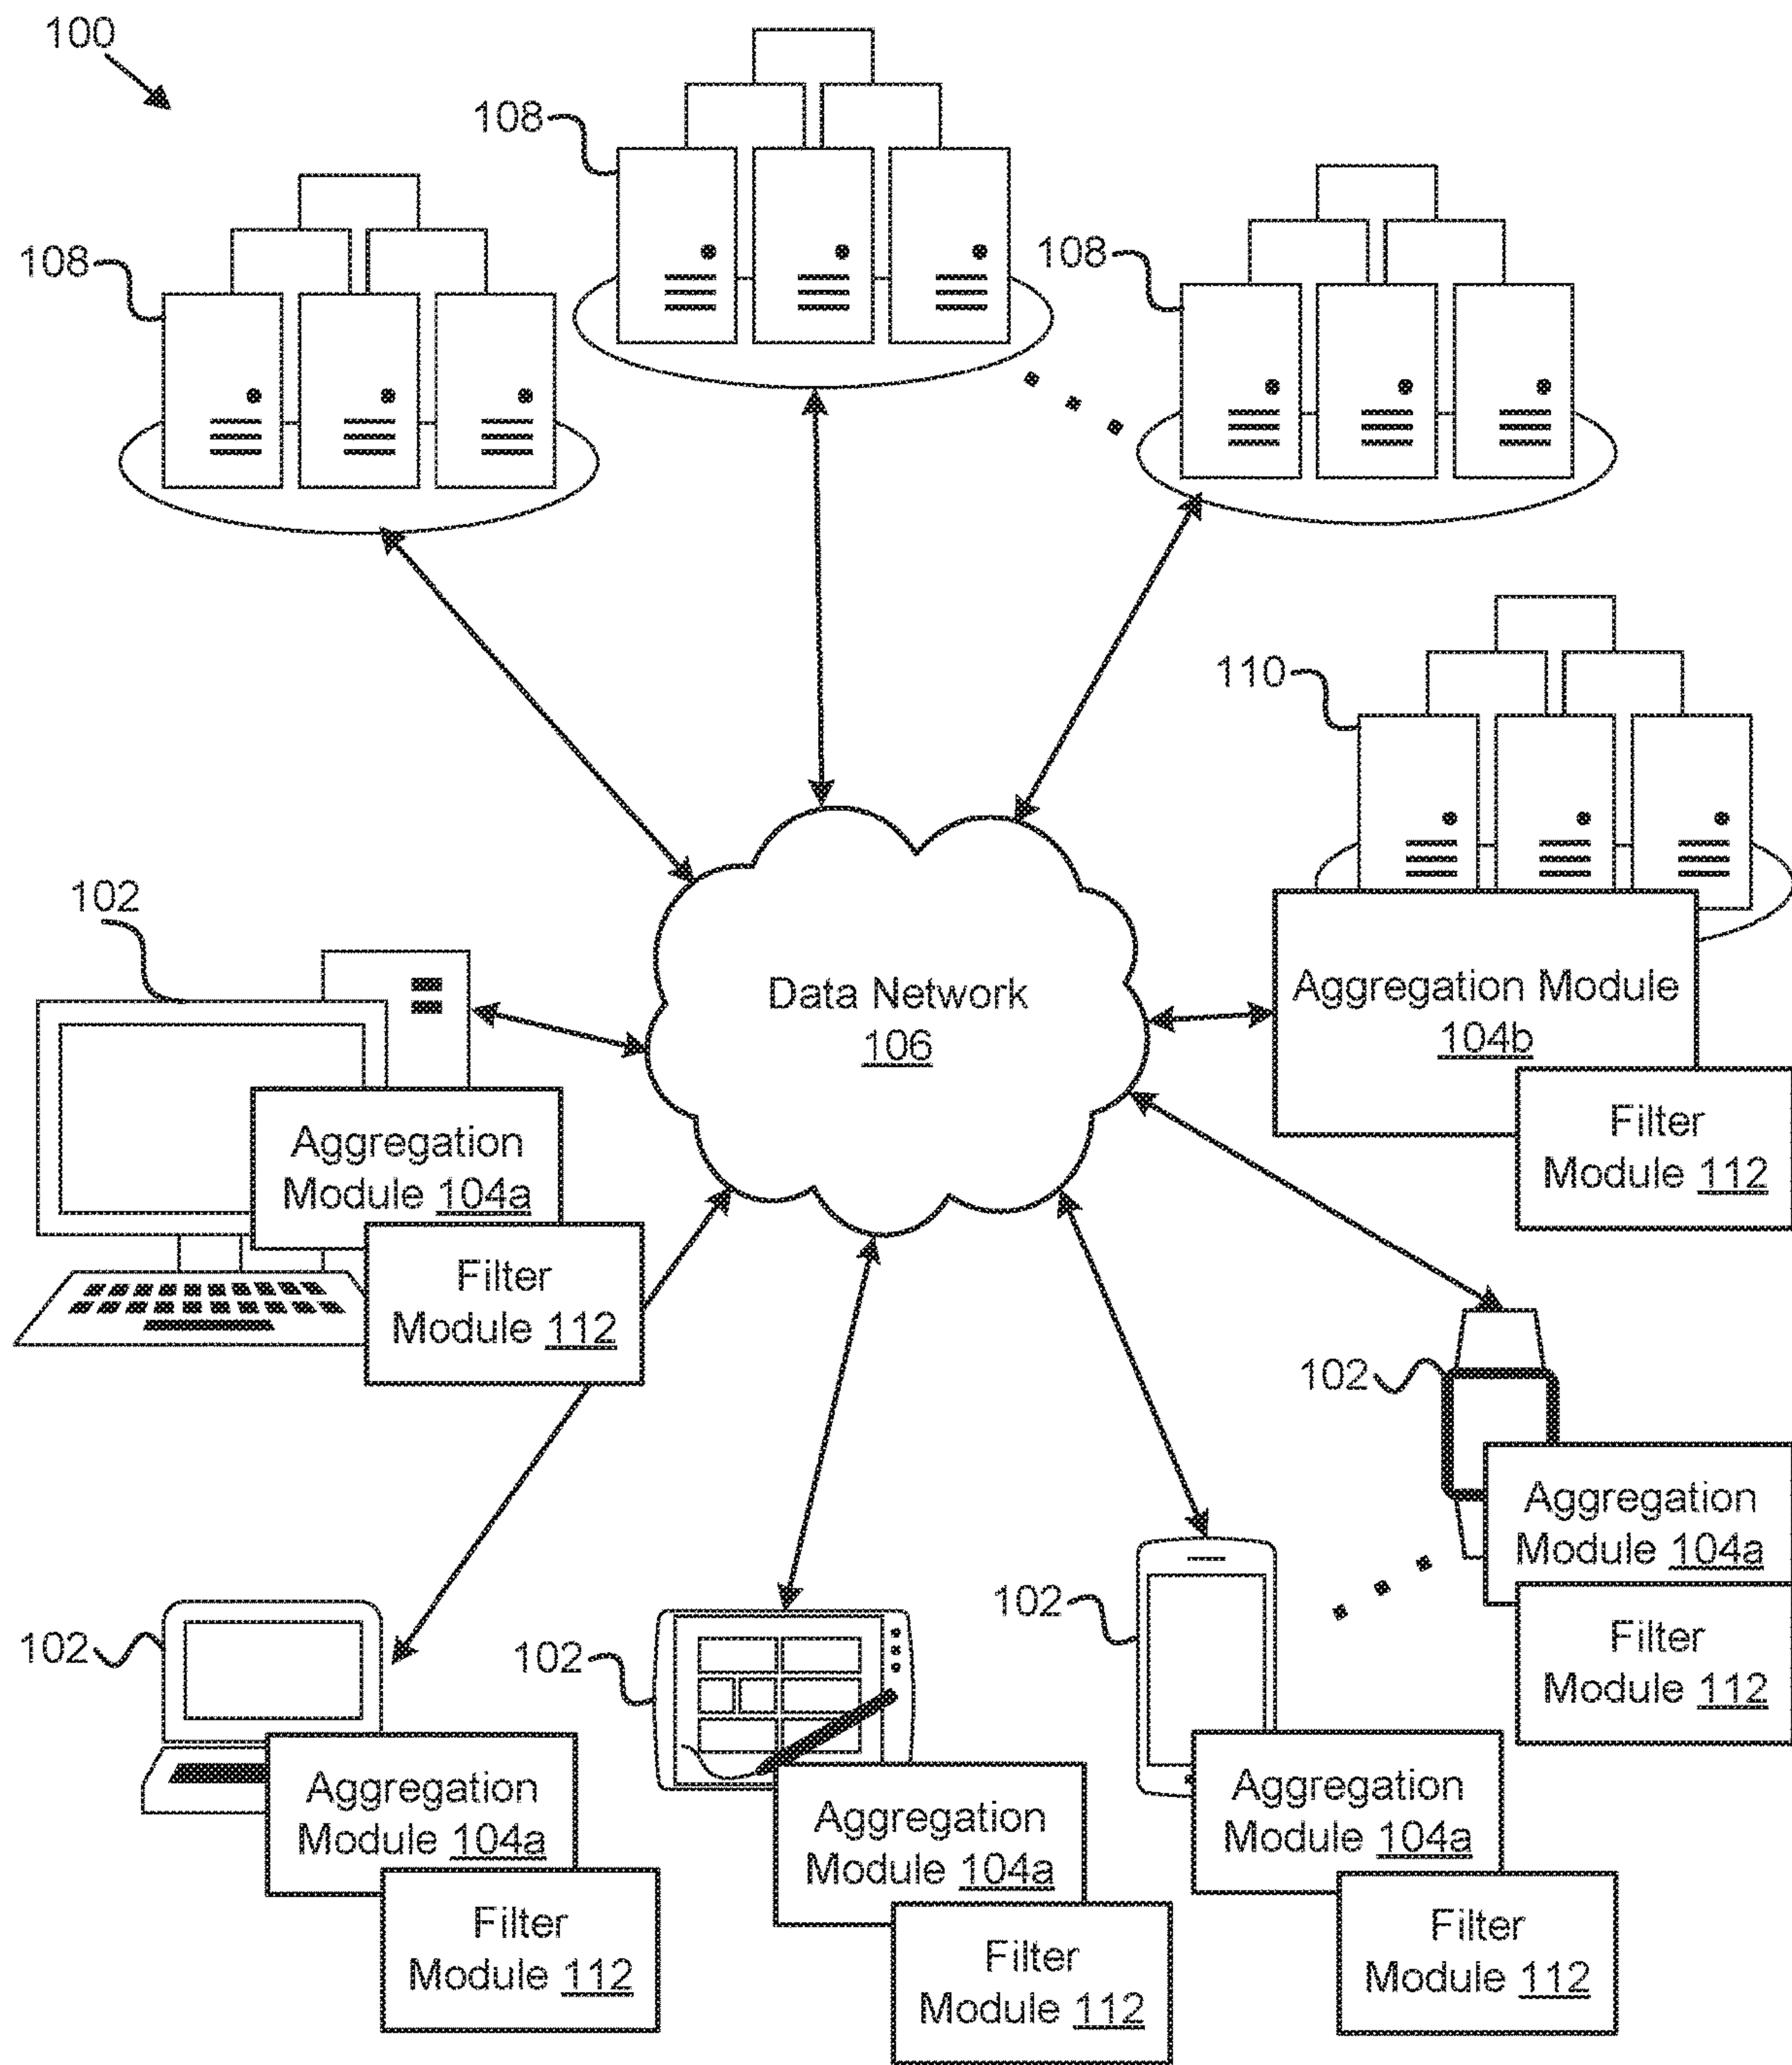 100
108
108
108
110
102
Data Network
106
Aggregation Module
104b
Filter
Module 112
Aggregation
Module 104a
Filter
Module 112
102
Aggregation
Module 104a
Filter
Module 112
102
Aggregation
Module 104a
Filter
Module 112
102
Aggregation
Module 104a
Filter
Module 112
102
Aggregation
Module 104a
Filter
Module 112